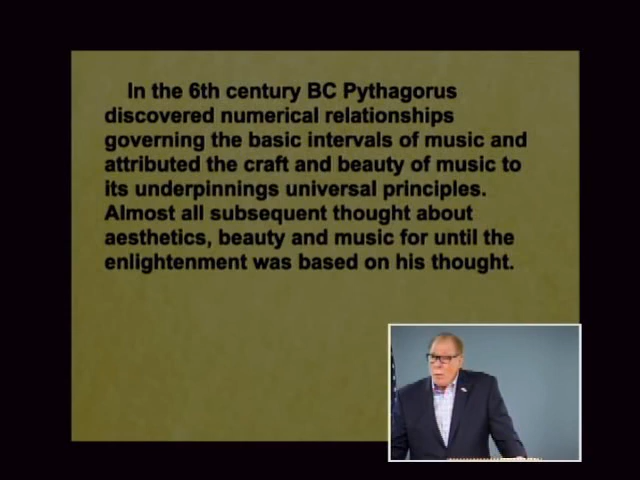 In the 6th century BC Pythagorus
discovered numerical relationships
governing the basic intervals of music and
attributed the craft and beauty of music to
its underpinnings universal principles.
Almost all subsequent thought about
aesthetics, beauty and music for until the
enlightenment was based on his thought.